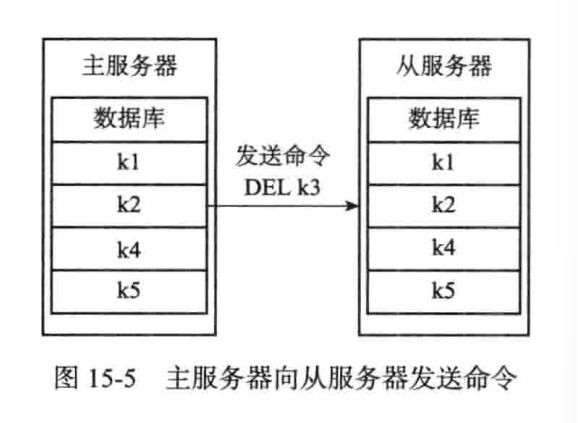 主服务器
数据库
k1
k2
k4
k5
发送命令
DEL k3
从服务器
数据库
k1
k2
k4
k5
图 15-5 主服务器向从服务器发送命令